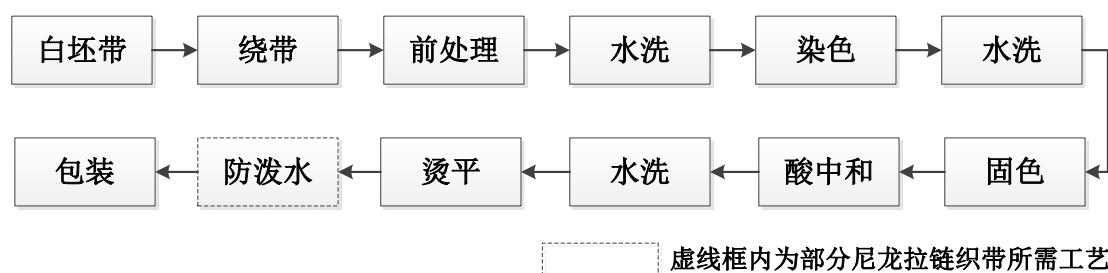 白坯带 绕带 前处理 水洗 染色 水洗
包装 防泼水 烫平 水洗 酸中和 固色
虚线框内为部分尼龙拉链织带所需工艺